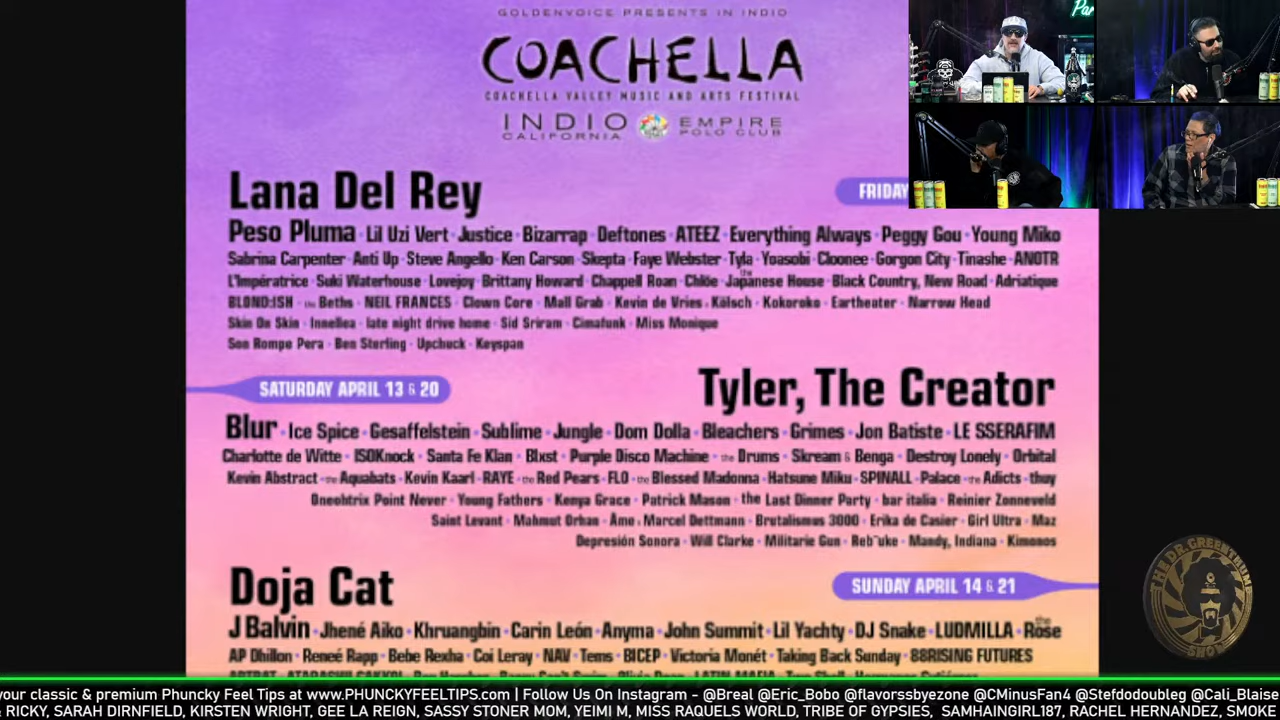 GOLDENVOICE PRESENTS IN INDIO
COACHELLA
COACHELLA VALLEY MUSIC AND ARTS FESTIVAL
INDIO CALIFORNIA EMPIRE POLO CLUB
Lana Del Rey
FRIDAY
Peso Pluma · Lil Uzi Vert · Justice · Bizarrap · Deftones · ATEEZ · Everything Always · Peggy Gou · Young Miko
Sabrina Carpenter · Anti Up · Steve Angello · Ken Carson · Skepta · Faye Webster · Tyla · Yoasobi · Cloonee · Gorgon City · Tinashe · ANOTR
L'Impératrice · Suki Waterhouse · Lovejoy · Brittany Howard · Chappell Roan · Chlöe · the Japanese House · Black Country, New Road · Adriatique
BLOND:ISH · the Beths · NEIL FRANCES · Clown Core · Mall Grab · Kevin de Vries x Kölsch · Kokoroko · Eartheater · Narrow Head
Skin On Skin · Innellea · late night drive home · Sid Sriram · Cimafunk · Miss Monique
Son Rompe Pera · Ben Sterling · Upchuck · Keyspan
SATURDAY APRIL 13 & 20
Tyler, The Creator
Blur · Ice Spice · Gesaffelstein · Sublime · Jungle · Dom Dolla · Bleachers · Grimes · Jon Batiste · LE SSERAFIM
Charlotte de Witte · ISOKnock · Santa Fe Klan · Blxst · Purple Disco Machine · the Drums · Skream & Benga · Destroy Lonely · Orbital
Kevin Abstract · the Aquabats · Kevin Kaarl · RAYE · the Red Pears · FLO · the Blessed Madonna · Hatsune Miku · SPINALL · Palace · the Adicts · thuy
Oneohtrix Point Never · Young Fathers · Kenya Grace · Patrick Mason · the Last Dinner Party · bar italia · Reinier Zonneveld
Saint Levant · Mahmut Orhan · Âme x Marcel Dettmann · Brutalismus 3000 · Erika de Casier · Girl Ultra · Maz
Depresión Sonora · Will Clarke · Militarie Gun · Reb~uke · Mandy, Indiana · Kimonos
Doja Cat
SUNDAY APRIL 14 & 21
J Balvin · Jhené Aiko · Khruangbin · Carin León · Anyma · John Summit · Lil Yachty · DJ Snake · LUDMILLA · the Rose
AP Dhillon · Reneé Rapp · Bebe Rexha · Coi Leray · NAV · Tems · BICEP · Victoria Monét · Taking Back Sunday · 88RISING FUTURES
THE DR. GREENTHUMB SHOW
your classic & premium Phuncky Feel Tips at www.PHUNCKYFEELTIPS.com | Follow Us On Instagram - @Breal @Eric_Bobo @flavorssbyezone @CMinusFan4 @Stefdodoubleg @Cali_Blaise
& RICKY, SARAH DIRNFIELD, KIRSTEN WRIGHT, GEE LA REIGN, SASSY STONER MOM, YEIMI M, MISS RAQUELS WORLD, TRIBE OF GYPSIES, SAMHAINGIRL187, RACHEL HERNANDEZ, SMOKE